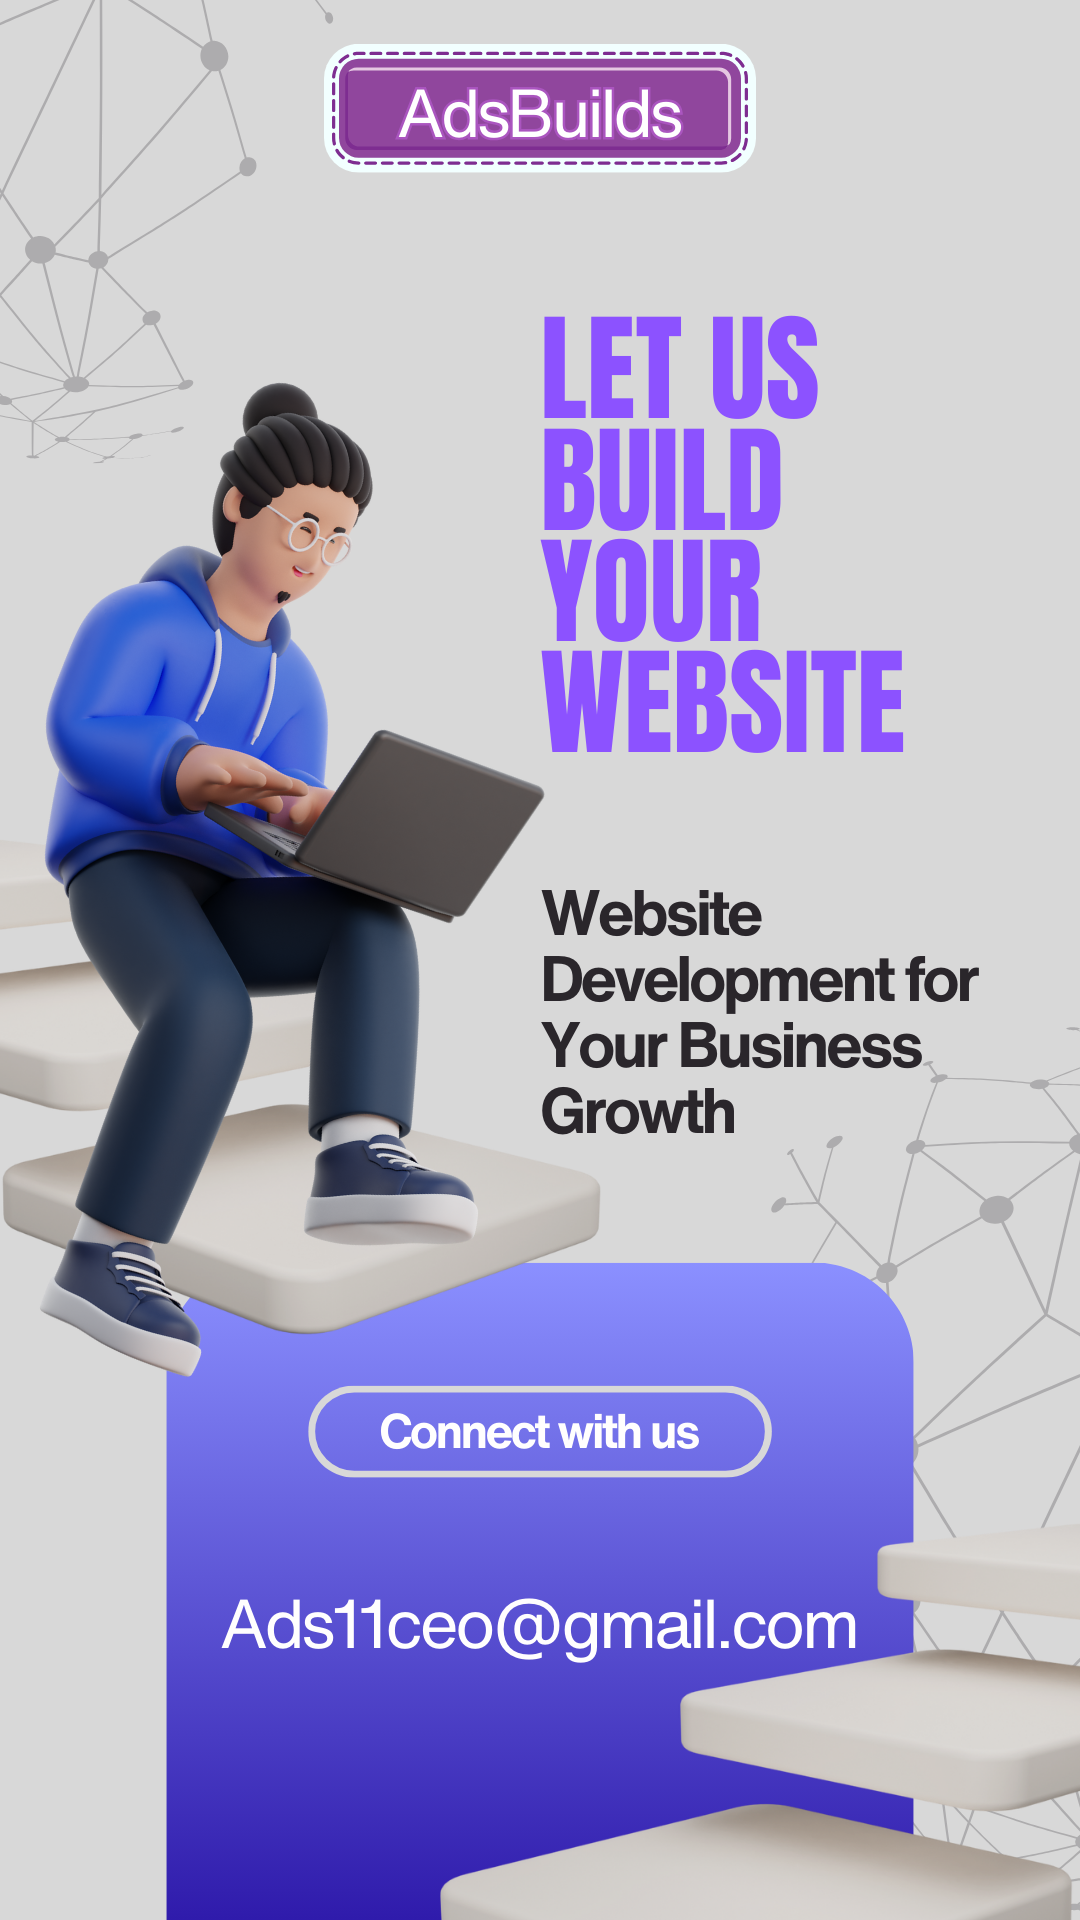 AdsBuilds
LET US
BUILD
YOUR
WEBSITE
Website
Development for
Your Business
Growth
Connect with us
Ads11ceo@gmail.com